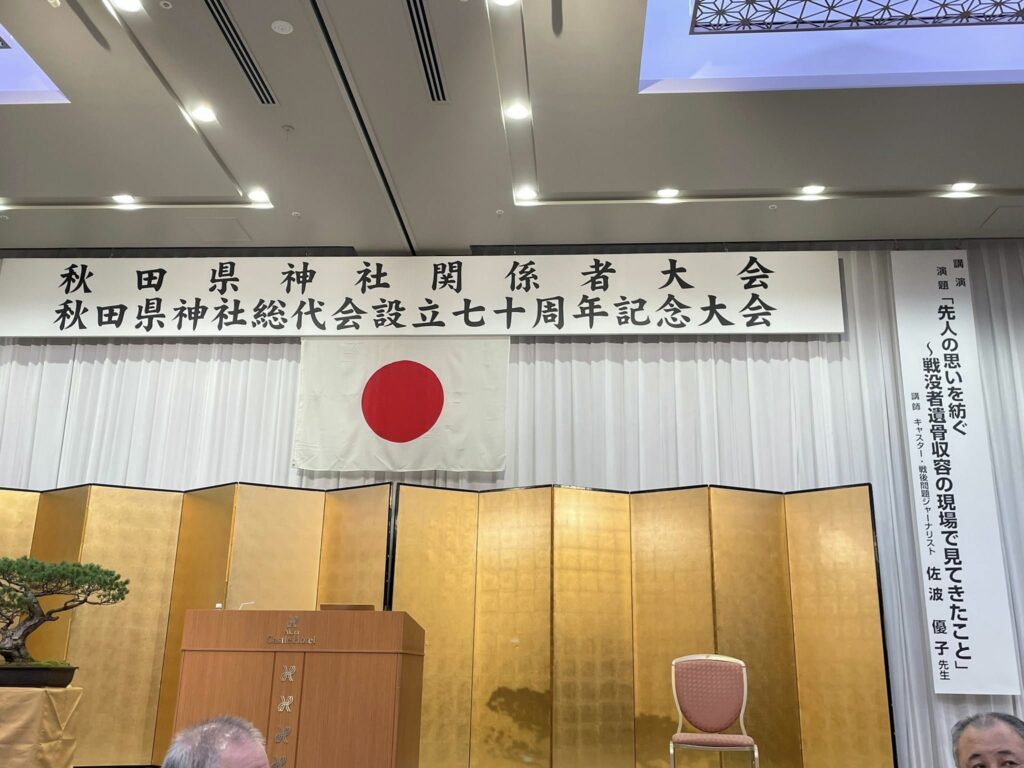 秋田県神社関係者大会
秋田県神社総代会設立七十周年記念大会
講演
演題「先人の思いを紡ぐ
～戦没者遺骨収容の現場で見てきたこと」
講師 キャスター・戦後問題ジャーナリスト 佐波優子先生
Akita
Castle Hotel